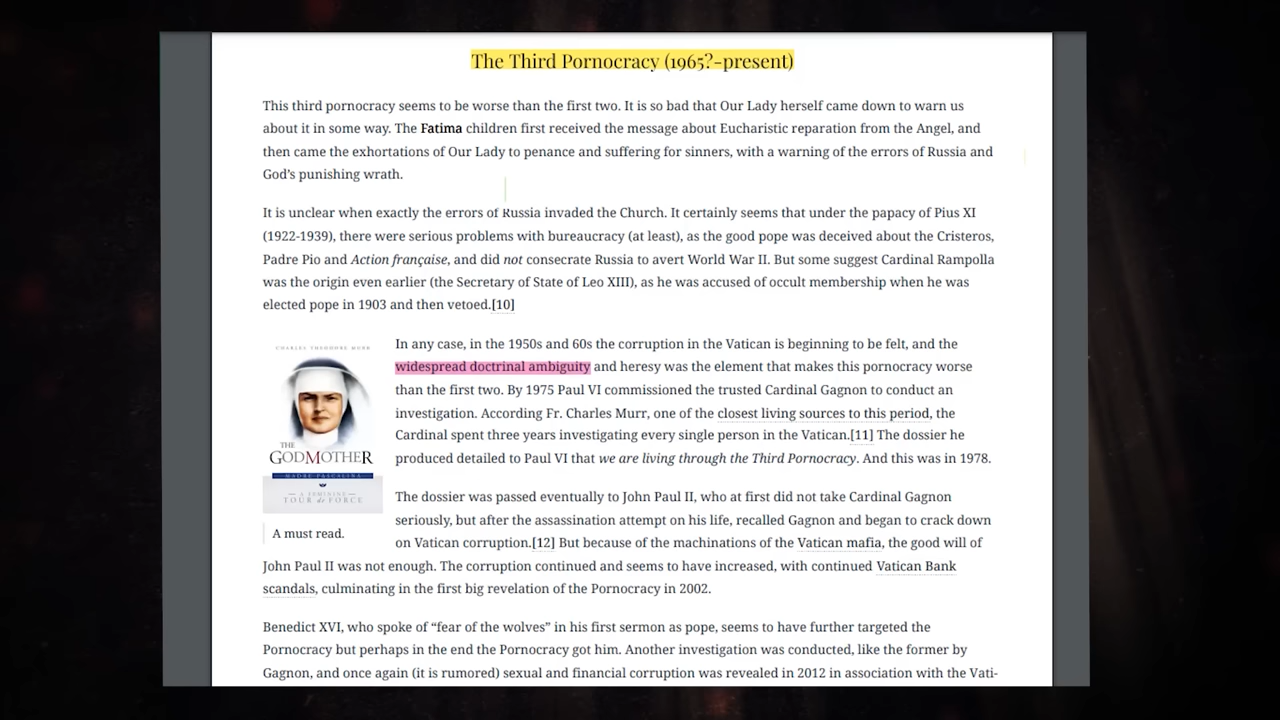 The Third Pornocracy (1965?-present)
This third pornocracy seems to be worse than the first two. It is so bad that Our Lady herself came down to warn us
about it in some way. The Fatima children first received the message about Eucharistic reparation from the Angel, and
then came the exhortations of Our Lady to penance and suffering for sinners, with a warning of the errors of Russia and
God's punishing wrath.
It is unclear when exactly the errors of Russia invaded the Church. It certainly seems that under the papacy of Pius XI
(1922-1939), there were serious problems with bureaucracy (at least), as the good pope was deceived about the Cristeros,
Padre Pio and Action française, and did not consecrate Russia to avert World War II. But some suggest Cardinal Rampolla
was the origin even earlier (the Secretary of State of Leo XIII), as he was accused of occult membership when he was
elected pope in 1903 and then vetoed.[10]
CHARLES THEODORE MURR
THE
GODMOTHER
MADRE PASCALINA
A FEMININE
TOUR de FORCE
A must read.
In any case, in the 1950s and 60s the corruption in the Vatican is beginning to be felt, and the
widespread doctrinal ambiguity and heresy was the element that makes this pornocracy worse
than the first two. By 1975 Paul VI commissioned the trusted Cardinal Gagnon to conduct an
investigation. According Fr. Charles Murr, one of the closest living sources to this period, the
Cardinal spent three years investigating every single person in the Vatican.[11] The dossier he
produced detailed to Paul VI that we are living through the Third Pornocracy. And this was in 1978.
The dossier was passed eventually to John Paul II, who at first did not take Cardinal Gagnon
seriously, but after the assassination attempt on his life, recalled Gagnon and began to crack down
on Vatican corruption.[12] But because of the machinations of the Vatican mafia, the good will of
John Paul II was not enough. The corruption continued and seems to have increased, with continued Vatican Bank
scandals, culminating in the first big revelation of the Pornocracy in 2002.
Benedict XVI, who spoke of “fear of the wolves” in his first sermon as pope, seems to have further targeted the
Pornocracy but perhaps in the end the Pornocracy got him. Another investigation was conducted, like the former by
Gagnon, and once again (it is rumored) sexual and financial corruption was revealed in 2012 in association with the Vati-